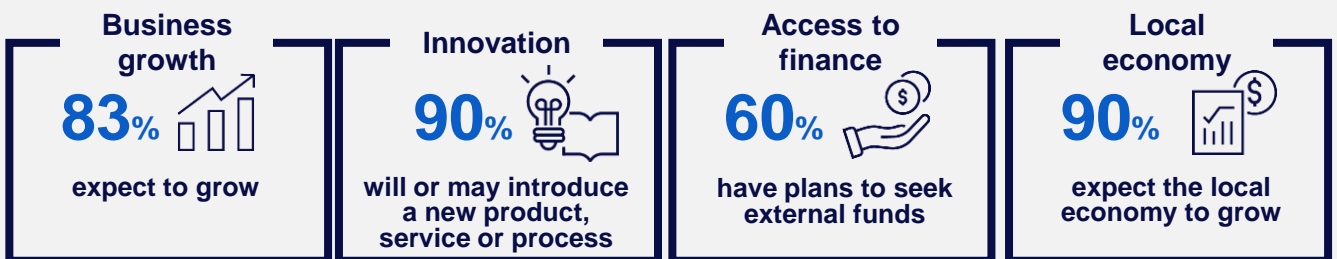 Business
growth
83%
expect to grow
Innovation
90%
will or may introduce
a new product,
service or process
Access to
finance
$
60%
have plans to seek
external funds
Local
economy
$
90%
expect the local
economy to grow